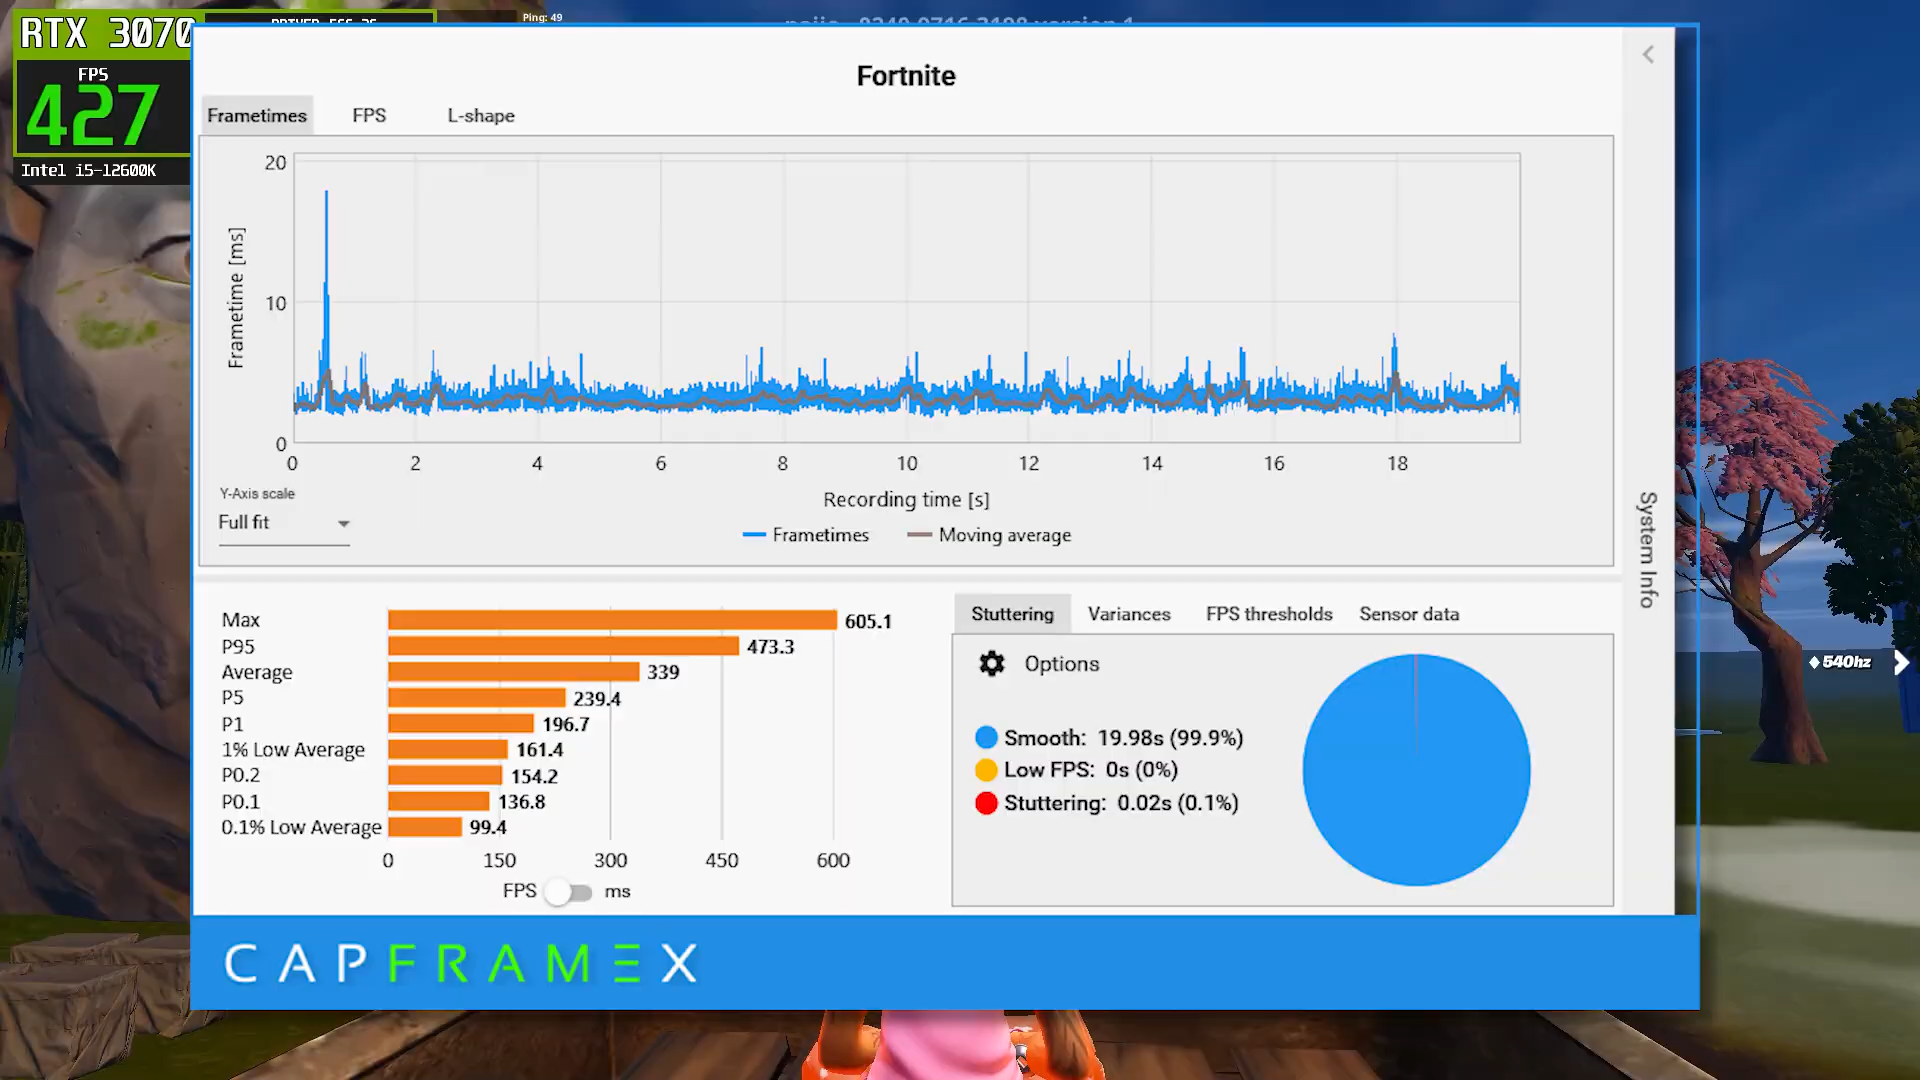 RTX 3070
Ping: 49
FPS
427
Intel i5-12600K
Fortnite
Frametimes
FPS
L-shape
20
10
0
Frametime [ms]
0 2 4 6 8 10 12 14 16 18
Recording time [s]
Y-Axis scale
Full fit
Frametimes
Moving average
System Info
Max 605.1
P95 473.3
Average 339
P5 239.4
P1 196.7
1% Low Average 161.4
P0.2 154.2
P0.1 136.8
0.1% Low Average 99.4
0 150 300 450 600
FPS ms
Stuttering
Variances
FPS thresholds
Sensor data
Options
Smooth: 19.98s (99.9%)
Low FPS: 0s (0%)
Stuttering: 0.02s (0.1%)
540hz
CAPFRAMEX